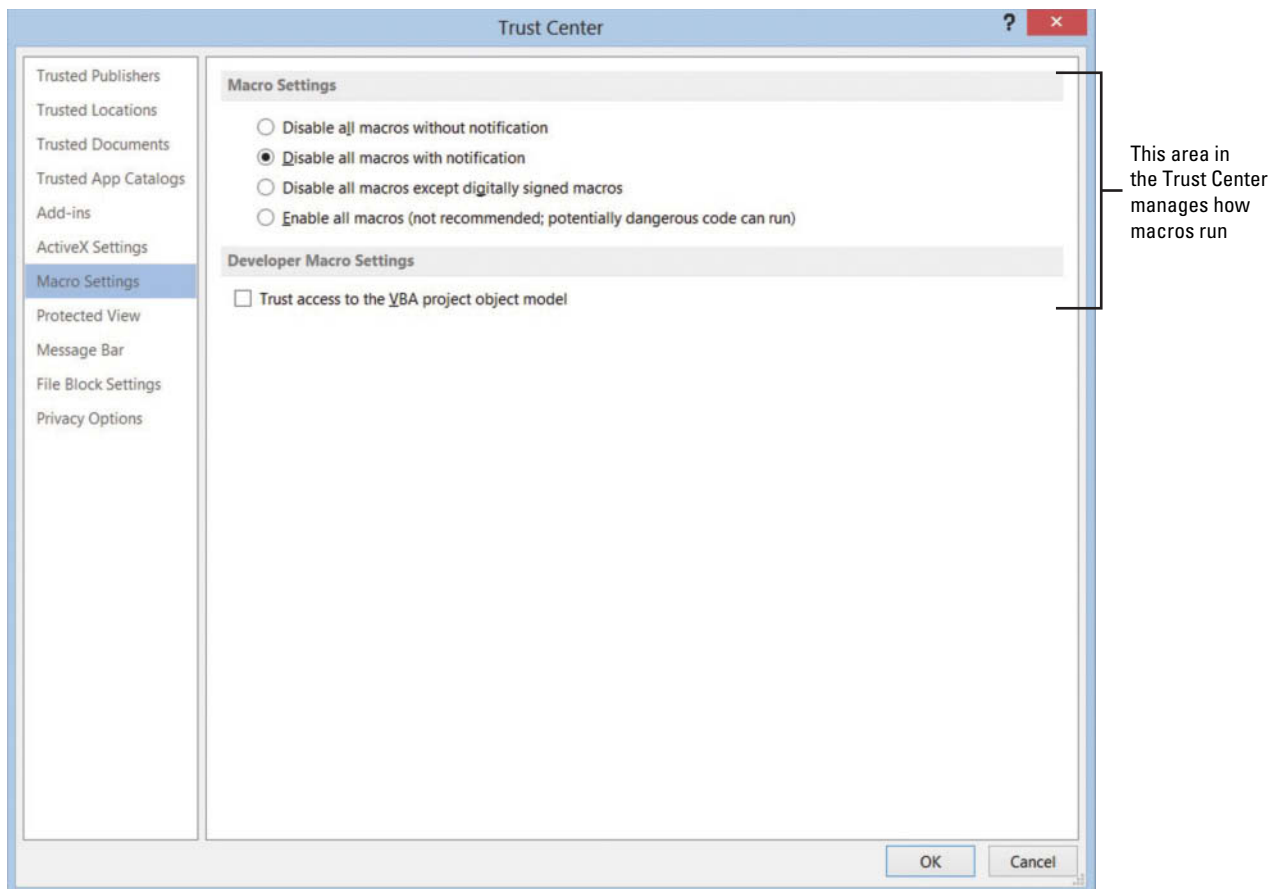 Trust Center
?
Trusted Publishers
Trusted Locations
Trusted Documents
Trusted App Catalogs
Add-ins
ActiveX Settings
Macro Settings
Protected View
Message Bar
File Block Settings
Privacy Options
Macro Settings
Disable all macros without notification
Disable all macros with notification
Disable all macros except digitally signed macros
Enable all macros (not recommended; potentially dangerous code can run)
Developer Macro Settings
Trust access to the VBA project object model
OK
Cancel
This area in
the Trust Center
manages how
macros run